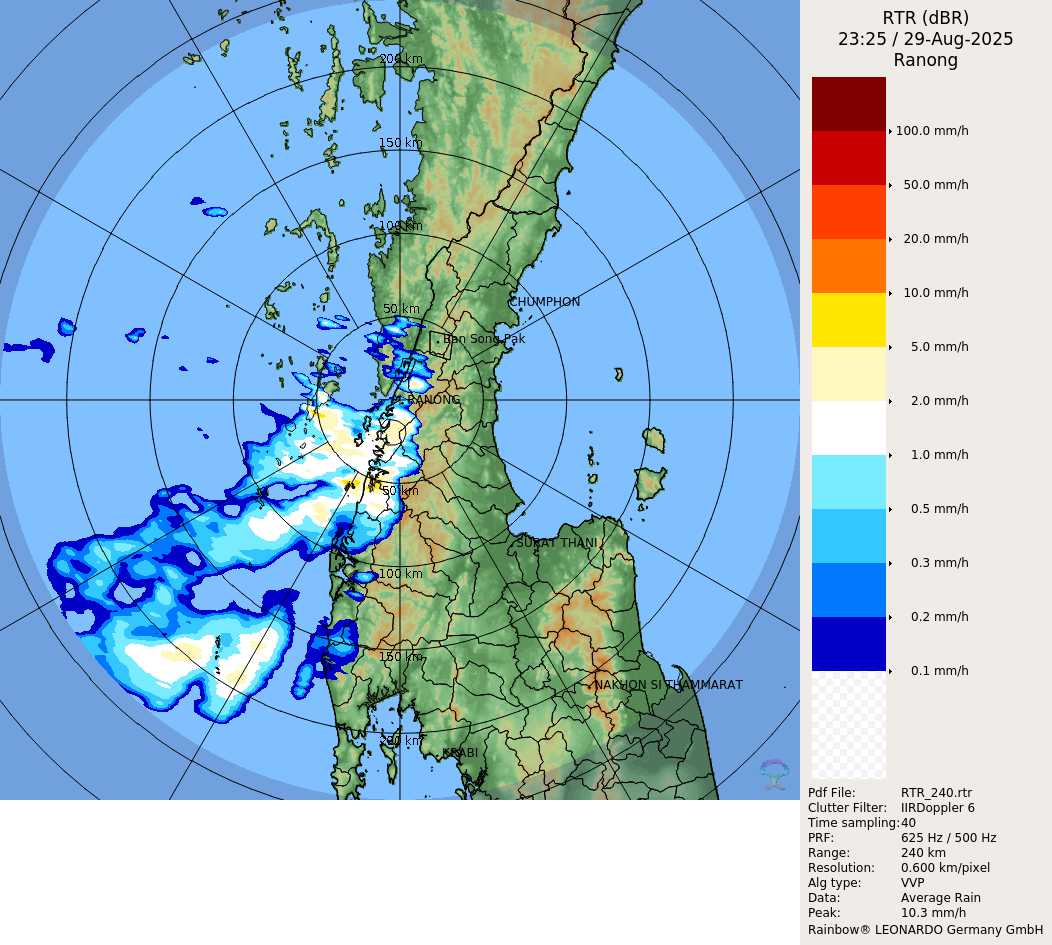 RTR (dBR)
23:25 / 29-Aug-2025
Ranong
100.0 mm/h
50.0 mm/h
20.0 mm/h
10.0 mm/h
5.0 mm/h
2.0 mm/h
1.0 mm/h
0.5 mm/h
0.3 mm/h
0.2 mm/h
0.1 mm/h
Pdf File: RTR_240.rtr
Clutter Filter: IIRDoppler 6
Time sampling:40
PRF: 625 Hz / 500 Hz
Range: 240 km
Resolution: 0.600 km/pixel
Alg type: VVP
Data: Average Rain
Peak: 10.3 mm/h
Rainbow® LEONARDO Germany GmbH
200 km
150 km
100 km
CHUMPHON
50 km
Ban Song Pak
RANONG
50 km
SURAT THANI
100 km
150 km
NAKHON SI THAMMARAT
200 km
KRABI